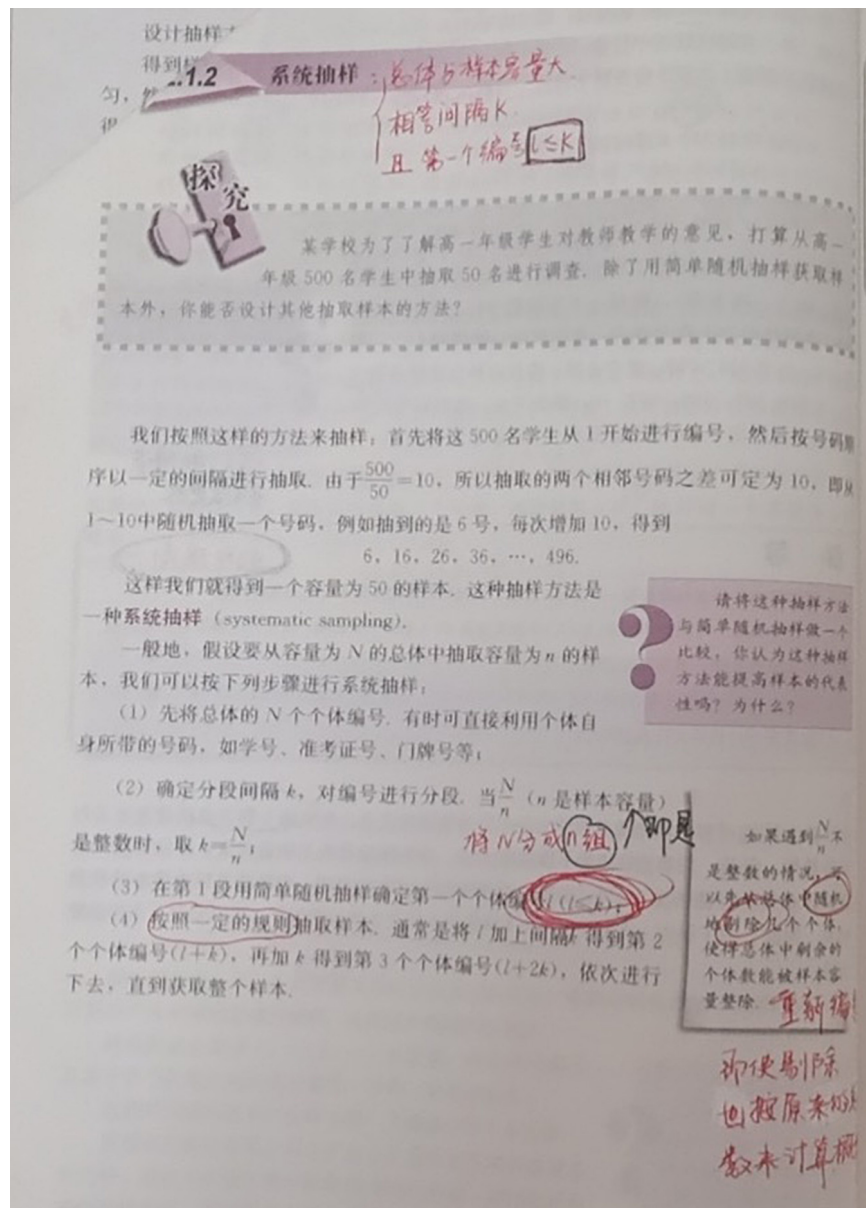 设计抽样
得到样
匀，然
.1.2 系统抽样：总体与样本容量大
相等间隔K
且 第一个编号l≤K
探究
某学校为了了解高一年级学生对教师教学的意见，打算从高一
年级 500 名学生中抽取 50 名进行调查．除了用简单随机抽样获取样
本外，你能否设计其他抽取样本的方法？
我们按照这样的方法来抽样：首先将这 500 名学生从 1 开始进行编号，然后按号码顺
序以一定的间隔进行抽取．由于500/50=10，所以抽取的两个相邻号码之差可定为 10，即从
1～10中随机抽取一个号码，例如抽到的是 6 号，每次增加 10，得到
6，16，26，36，…，496.
这样我们就得到一个容量为 50 的样本．这种抽样方法是
一种系统抽样（systematic sampling）．
一般地，假设要从容量为 N 的总体中抽取容量为 n 的样
本，我们可以按下列步骤进行系统抽样：
（1）先将总体的 N 个个体编号．有时可直接利用个体自
身所带的号码，如学号、准考证号、门牌号等；
（2）确定分段间隔 k，对编号进行分段．当N/n（n 是样本容量）
是整数时，取 k=N/n；
将N分成n组 个即是
（3）在第 1 段用简单随机抽样确定第一个个体编号l（l≤k）；
（4）按照一定的规则抽取样本．通常是将 l 加上间隔k 得到第 2
个个体编号(l+k)，再加 k 得到第 3 个个体编号(l+2k)，依次进行
下去，直到获取整个样本．
?
请将这种抽样方法
与简单随机抽样做一个
比较，你认为这种抽样
方法能提高样本的代表
性吗？为什么？
如果遇到N/n不
是整数的情况，可
以先从总体中随机
地剔除几个个体，
使得总体中剩余的
个体数能被样本容
量整除．重新编
即使剔除
也按原来的
数来计算概